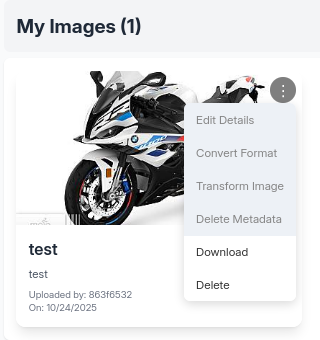 My Images (1)
Edit Details
Convert Format
Transform Image
Delete Metadata
Download
Delete
test
test
Uploaded by: 863f6532
On: 10/24/2025